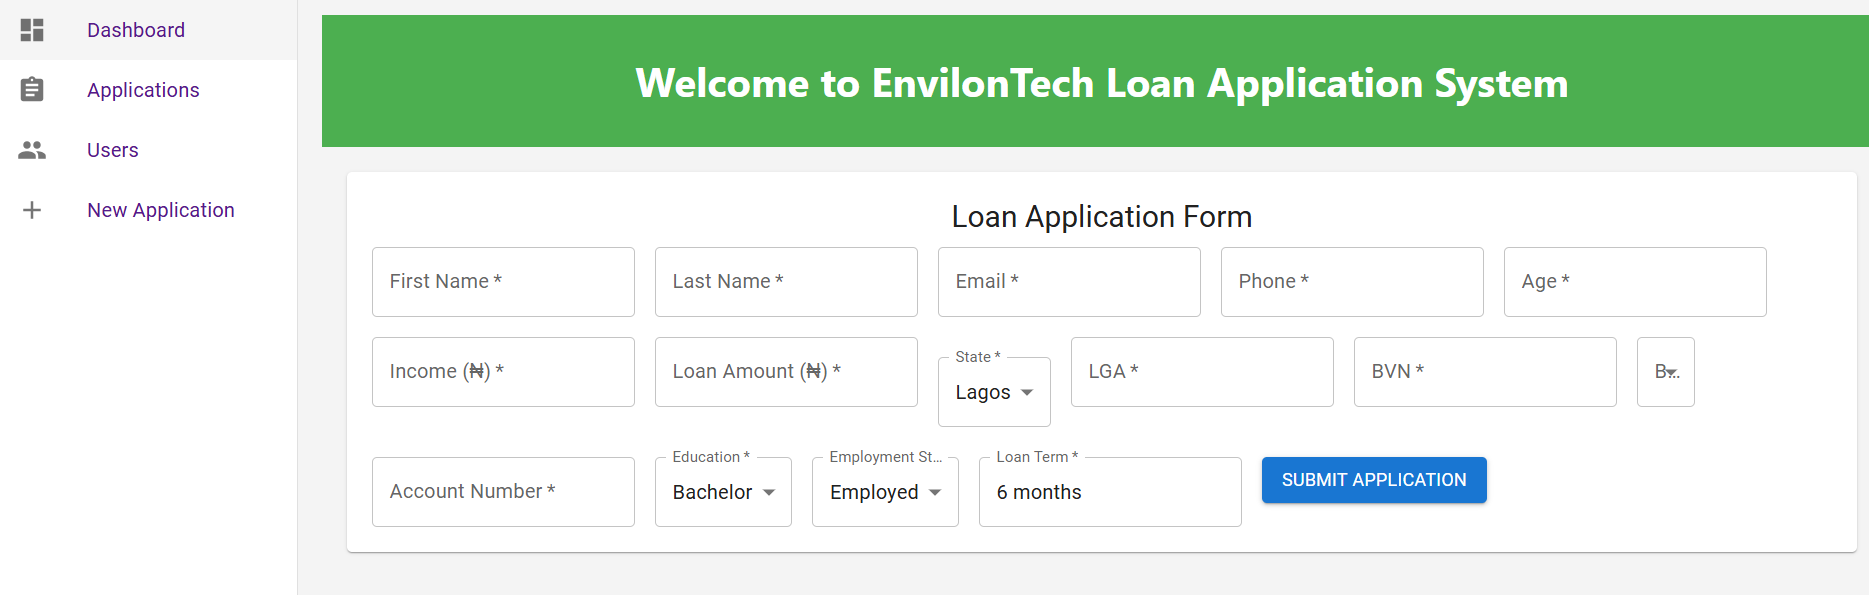 Dashboard
Applications
Users
New Application
Welcome to EnvilonTech Loan Application System
Loan Application Form
First Name *
Last Name *
Email *
Phone *
Age *
Income (₦) *
Loan Amount (₦) *
State *
Lagos
LGA *
BVN *
B...
Account Number *
Education *
Bachelor
Employment St...
Employed
Loan Term *
6 months
SUBMIT APPLICATION